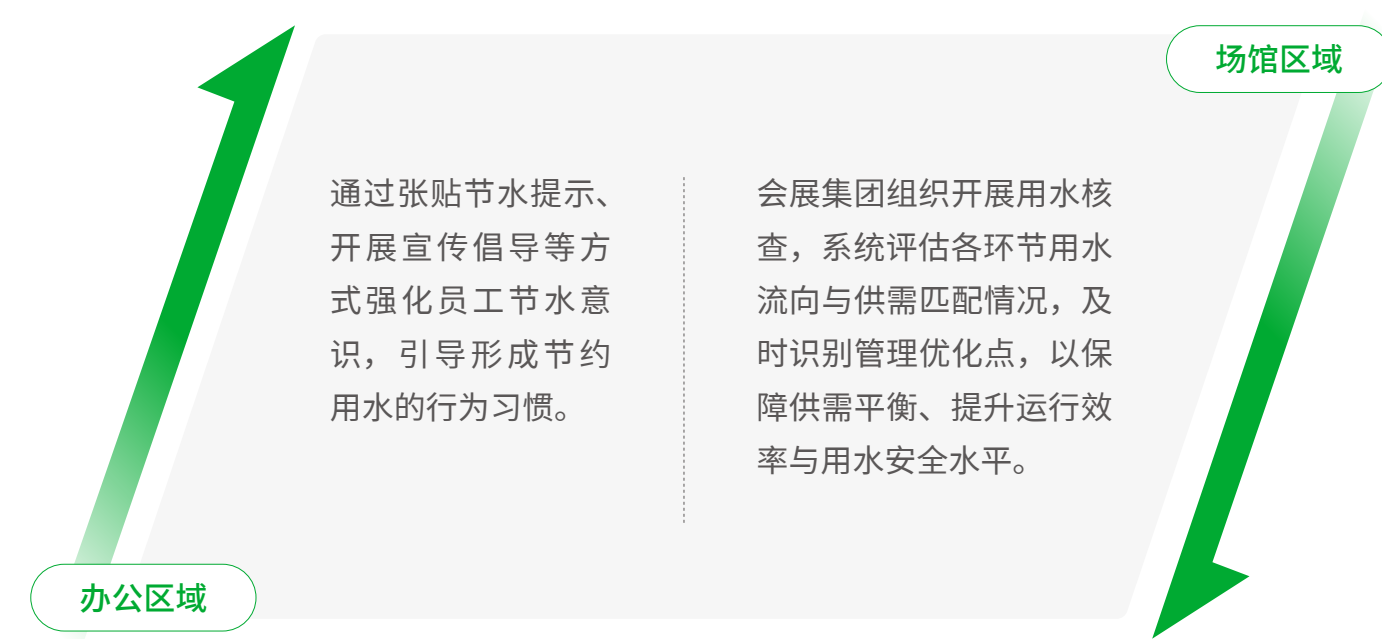 场馆区域
通过张贴节水提示、
开展宣传倡导等方
式强化员工节水意
识，引导形成节约
用水的行为习惯。
会展集团组织开展用水核
查，系统评估各环节用水
流向与供需匹配情况，及
时识别管理优化点，以保
障供需平衡、提升运行效
率与用水安全水平。
办公区域